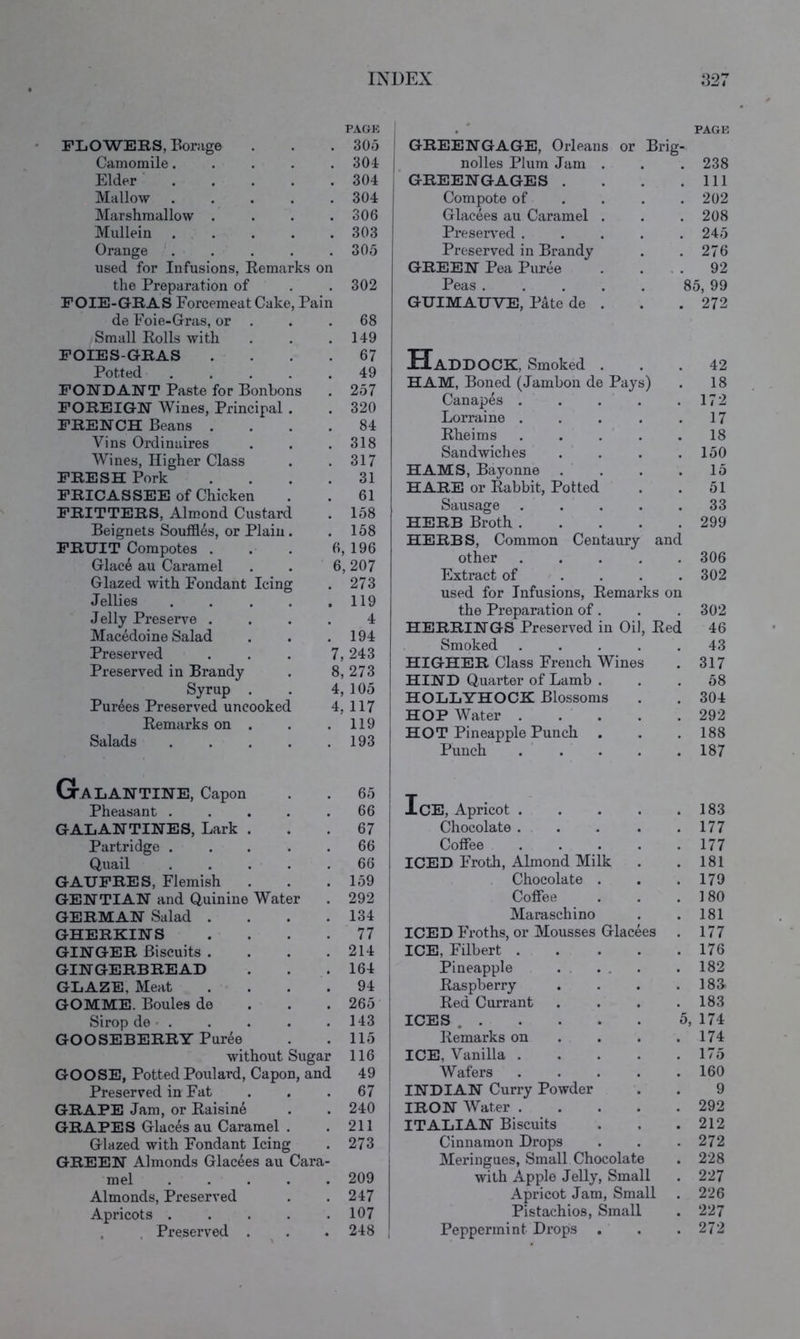 INDEX 327
PAGE
FLOWERS, Borage . . . 305
Camomile . . . . . 304
Elder . . . . . 304
Mallow . . . . . 304
Marshmallow . . . . 306
Mullein . . . . . 303
Orange . . . . . 305
used for Infusions, Remarks on
the Preparation of . . 302
FOIE-GRAS Forcemeat Cake, Pain
de Foie-Gras, or . . . 68
Small Rolls with . . . 149
FOIES-GRAS . . . . 67
Potted . . . . . 49
FONDANT Paste for Bonbons . 257
FOREIGN Wines, Principal . . 320
FRENCH Beans . . . . 84
Vins Ordinaires . . . 318
Wines, Higher Class . . 317
FRESH Pork . . . . 31
FRICASSEE of Chicken . . 61
FRITTERS, Almond Custard . 158
Beignets Soufflés, or Plain . . 158
FRUIT Compotes . . . 6, 196
Glacé au Caramel . . 6, 207
Glazed with Fondant Icing . 273
Jellies . . . . . 119
Jelly Preserve . . . . 4
Macédoine Salad . . . 194
Preserved . . . 7, 243
Preserved in Brandy . 8, 273
Syrup . . 4, 105
Purées Preserved uncooked 4, 117
Remarks on . . . 119
Salads . . . . . 193
GALANTINE, Capon . . 65
Pheasant . . . . . 66
GALANTINES, Lark . . . 67
Partridge . . . . . 66
Quail . . . . . 66
GAUFRES, Flemish . . . 159
GENTIAN and Quinine Water . 292
GERMAN Salad . . . . 134
GHERKINS . . . . 77
GINGER Biscuits . . . . 214
GINGERBREAD . . . 164
GLAZE, Meat . . . . 94
GOMME. Boules de . . . 265
Sirop de . . . . . 143
GOOSEBERRY Purée . . 115
without Sugar 116
GOOSE, Potted Poulard, Capon, and 49
Preserved in Fat . . . 67
GRAPE Jam, or Raisiné . . 240
GRAPES Glacés au Caramel . . 211
Glazed with Fondant Icing . 273
GREEN Almonds Glacées au Cara-
mel . . . . . 209
Almonds, Preserved . . 247
Apricots . . . . . 107
Preserved . . . 248
PAGE
GREENGAGE, Orleans or Brig-
nolles Plum Jam . . . 238
GREENGAGES . . . . 111
Compote of . . . . 202
Glacées au Caramel . . . 208
Preserved . . . . . 245
Preserved in Brandy . . 276
GREEN Pea Purée . . . 92
Peas . . . . . 85, 99
GUIMAUVE, Pâte de . . . 272
HADDOCK, Smoked . . . 42
HAM, Boned (Jambon de Pays) . 18
Canapés . . . . . 172
Lorraine . . . . . 17
Rheims . . . . . 18
Sandwiches . . . . 150
HAMS, Bayonne . . . . 15
HARE or Rabbit, Potted . . 51
Sausage . . . . . 33
HERB Broth . . . . . 299
HERBS, Common Centaury and
other . . . . . 306
Extract of . . . . 302
used for Infusions, Remarks on
the Preparation of . . . 302
HERRINGS Preserved in Oil, Red 46
Smoked . . . . . 43
HIGHER Class French Wines . 317
HIND Quarter of Lamb . . . 58
HOLLYHOCK Blossoms . . 304
HOP Water . . . . . 292
HOT Pineapple Punch . . . 188
Punch . . . . . 187
ICE, Apricot . . . . . 183
Chocolate . . . . . 177
Coffee . . . . . 177
ICED Froth, Almond Milk . . 181
Chocolate . . . 179
Coffee . . . 180
Maraschino . . 181
ICED Froths, or Mousses Glacées . 177
ICE, Filbert . . . . . 176
Pineapple . . . . . 182
Raspberry . . . . 183
Red Currant . . . . 183
ICES . . . . . . 5, 174
Remarks on . . . . 174
ICE, Vanilla . . . . . 175
Wafers . . . . . 160
INDIAN Curry Powder . . 9
IRON Water . . . . . 292
ITALIAN Biscuits . . . 212
Cinnamon Drops . . . 272
Meringues, Small Chocolate . 228
with Apple Jelly, Small . 227
Apricot Jam, Small . 226
Pistachios, Small . 227
Peppermint Drops . . . 272